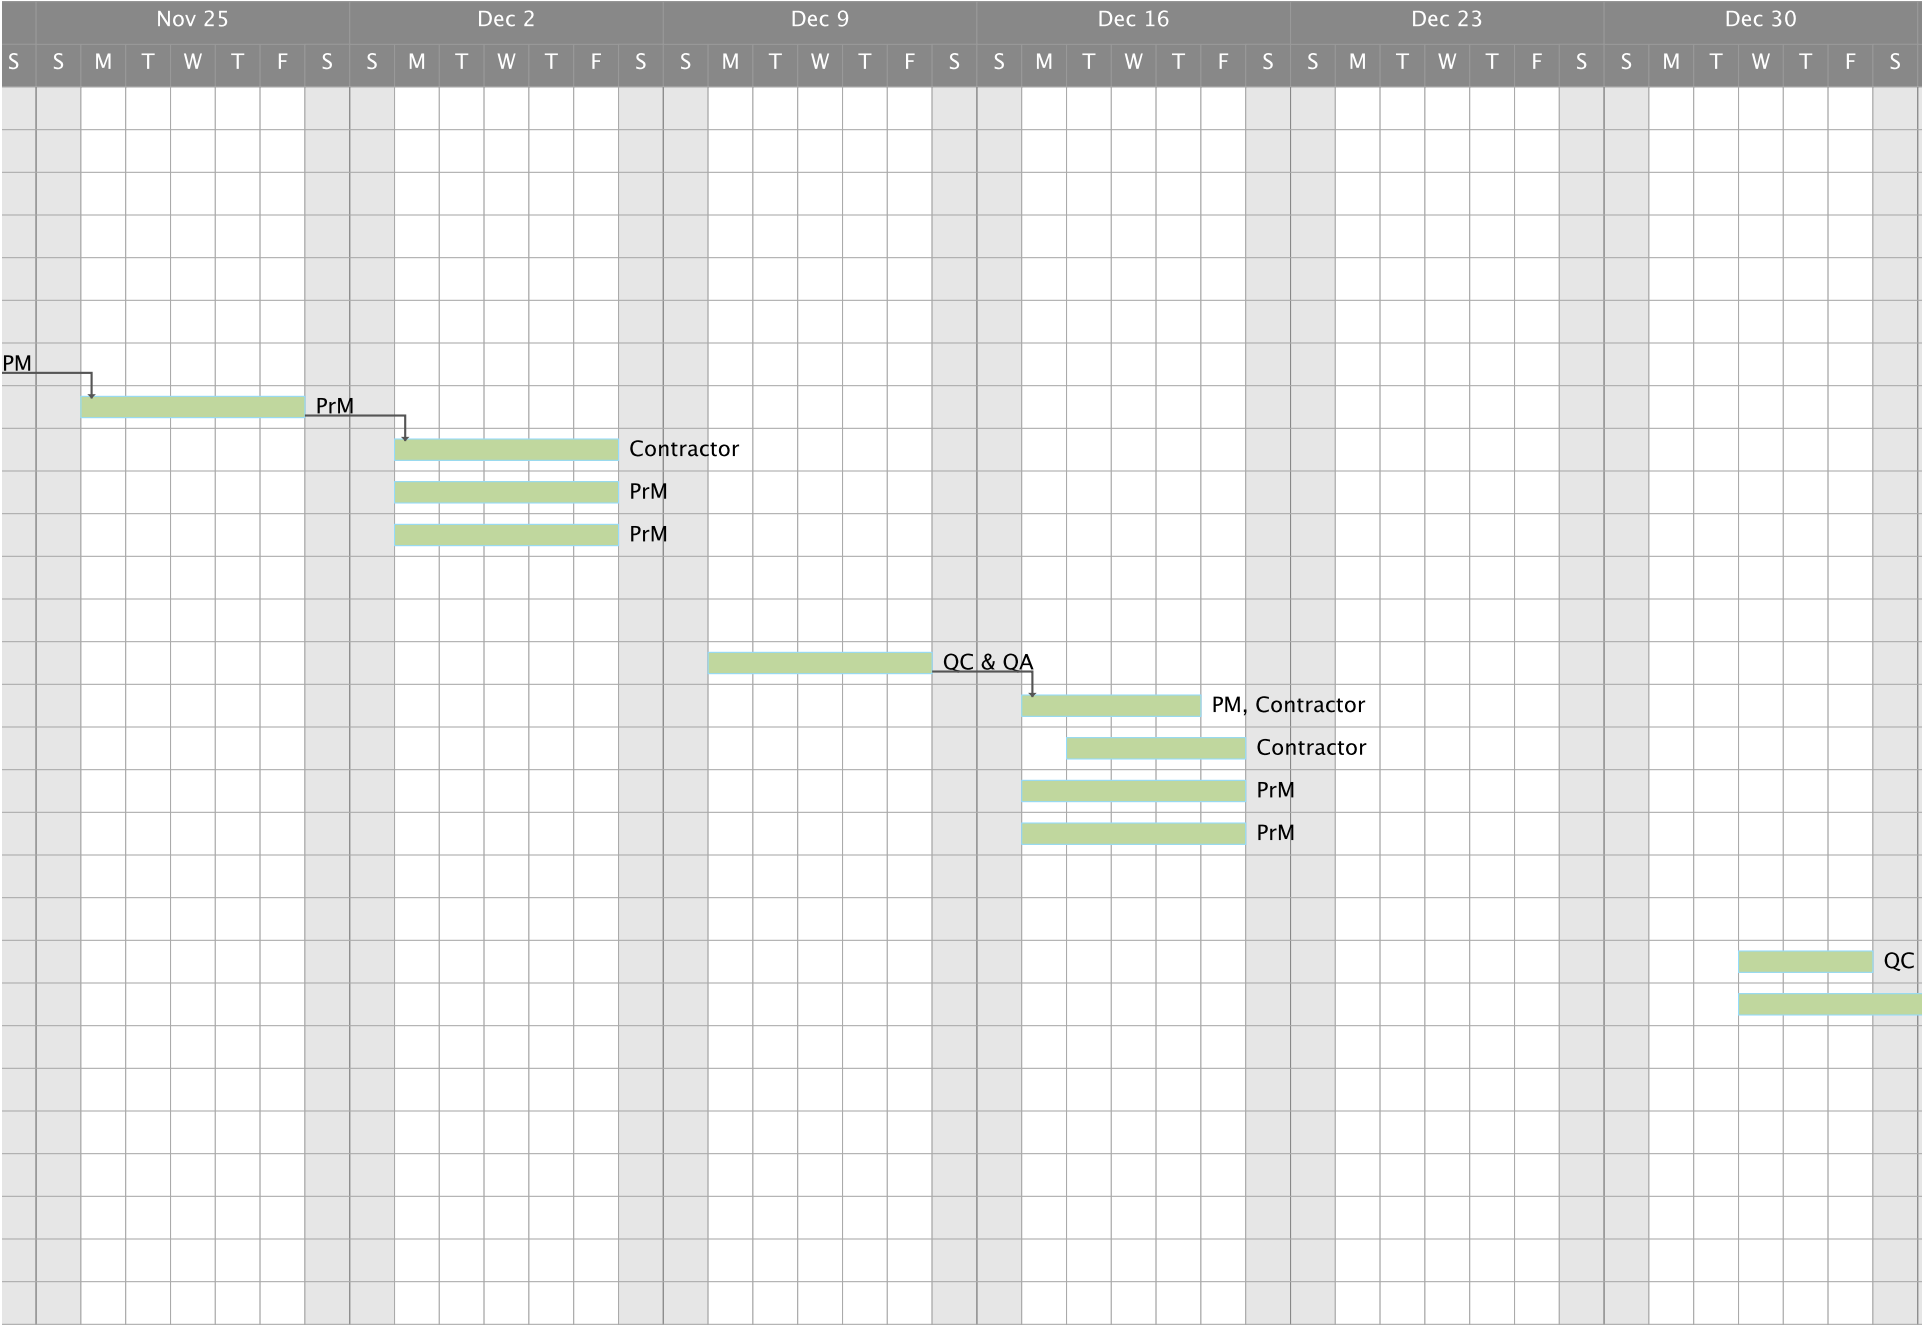 Nov 25 Dec 2 Dec 9 Dec 16 Dec 23 Dec 30
S S M T W T F S S M T W T F S S M T W T F S S M T W T F S S M T W T F S S M T W T F S
PM
PrM
Contractor
PrM
PrM
QC & QA
PM, Contractor
Contractor
PrM
PrM
QC